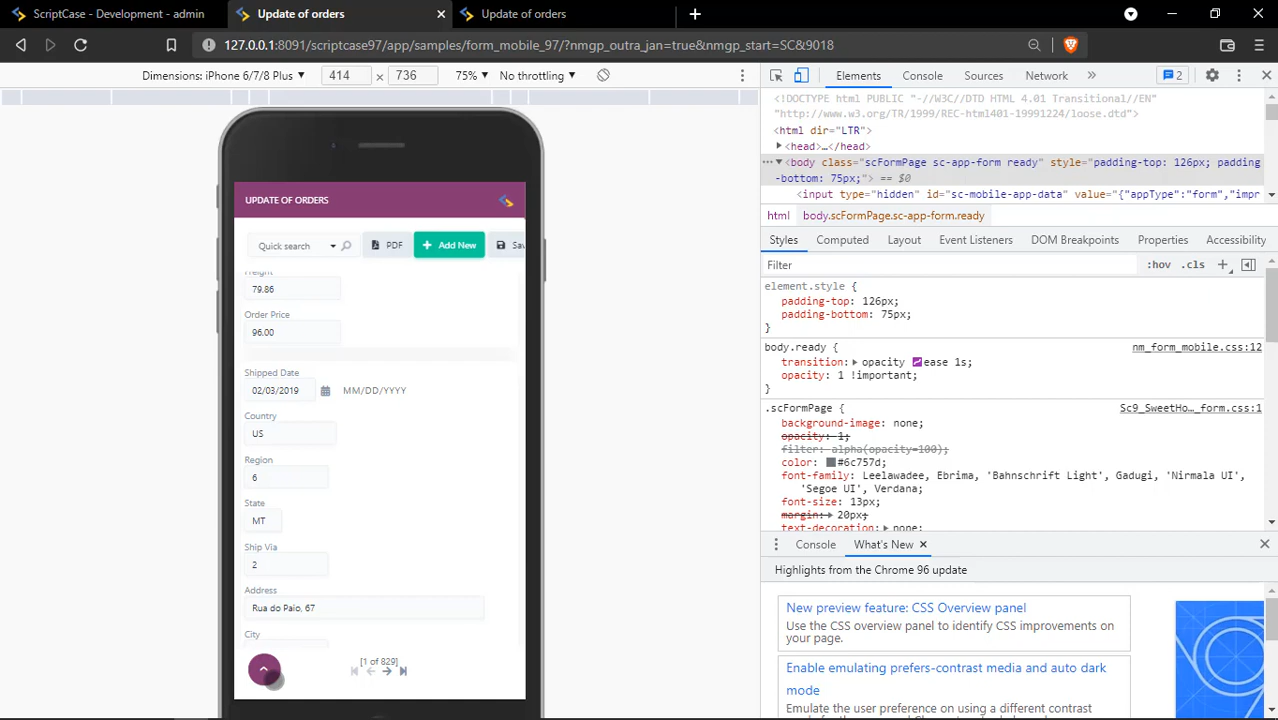 ScriptCase - Development - admin
Update of orders
Update of orders
127.0.0.1:8091/scriptcase97/app/samples/form_mobile_97/?nmgp_outra_jan=true&nmgp_start=SC&9018
Dimensions: iPhone 6/7/8 Plus
414 × 736
75%
No throttling
UPDATE OF ORDERS
Quick search
PDF
Add New
Sav
Freight
79.86
Order Price
96.00
Shipped Date
02/03/2019
MM/DD/YYYY
Country
US
Region
6
State
MT
Ship Via
2
Address
Rua do Paio, 67
City
[1 of 829]
Elements
Console
Sources
Network
2
<!DOCTYPE html PUBLIC "-//W3C//DTD HTML 4.01 Transitional//EN"
"http://www.w3.org/TR/1999/REC-html401-19991224/loose.dtd">
<html dir="LTR">
<head>…</head>
<body class="scFormPage sc-app-form ready" style="padding-top: 126px; padding
-bottom: 75px;"> == $0
<input type="hidden" id="sc-mobile-app-data" value="{"appType":"form","impr
html
body.scFormPage.sc-app-form.ready
Styles
Computed
Layout
Event Listeners
DOM Breakpoints
Properties
Accessibility
Filter
:hov
.cls
element.style {
padding-top: 126px;
padding-bottom: 75px;
}
body.ready {
nm_form_mobile.css:12
transition: opacity ease 1s;
opacity: 1 !important;
}
.scFormPage {
Sc9_SweetHo…_form.css:1
background-image: none;
opacity: 1;
filter: alpha(opacity=100);
color: #6c757d;
font-family: Leelawadee, Ebrima, 'Bahnschrift Light', Gadugi, 'Nirmala UI',
'Segoe UI', Verdana;
font-size: 13px;
margin: 20px;
text-decoration: none;
Console
What's New
Highlights from the Chrome 96 update
New preview feature: CSS Overview panel
Use the CSS overview panel to identify CSS improvements on
your page.
Enable emulating prefers-contrast media and auto dark
mode
Emulate the user preference on using a different contrast